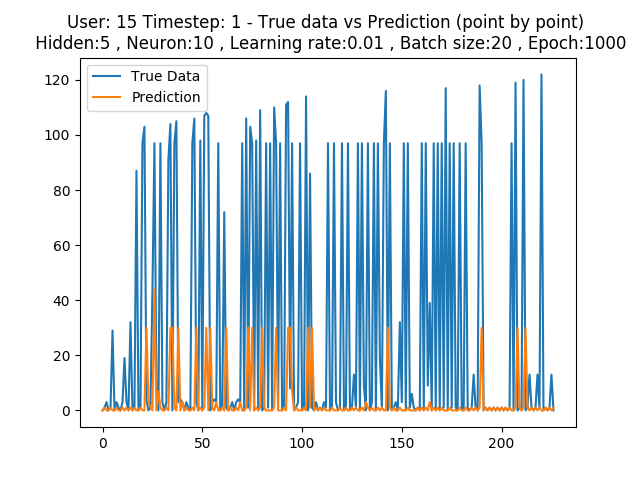 User: 15 Timestep: 1 - True data vs Prediction (point by point)
Hidden:5 , Neuron:10 , Learning rate:0.01 , Batch size:20 , Epoch:1000
True Data
Prediction
120
100
80
60
40
20
0
0 50 100 150 200